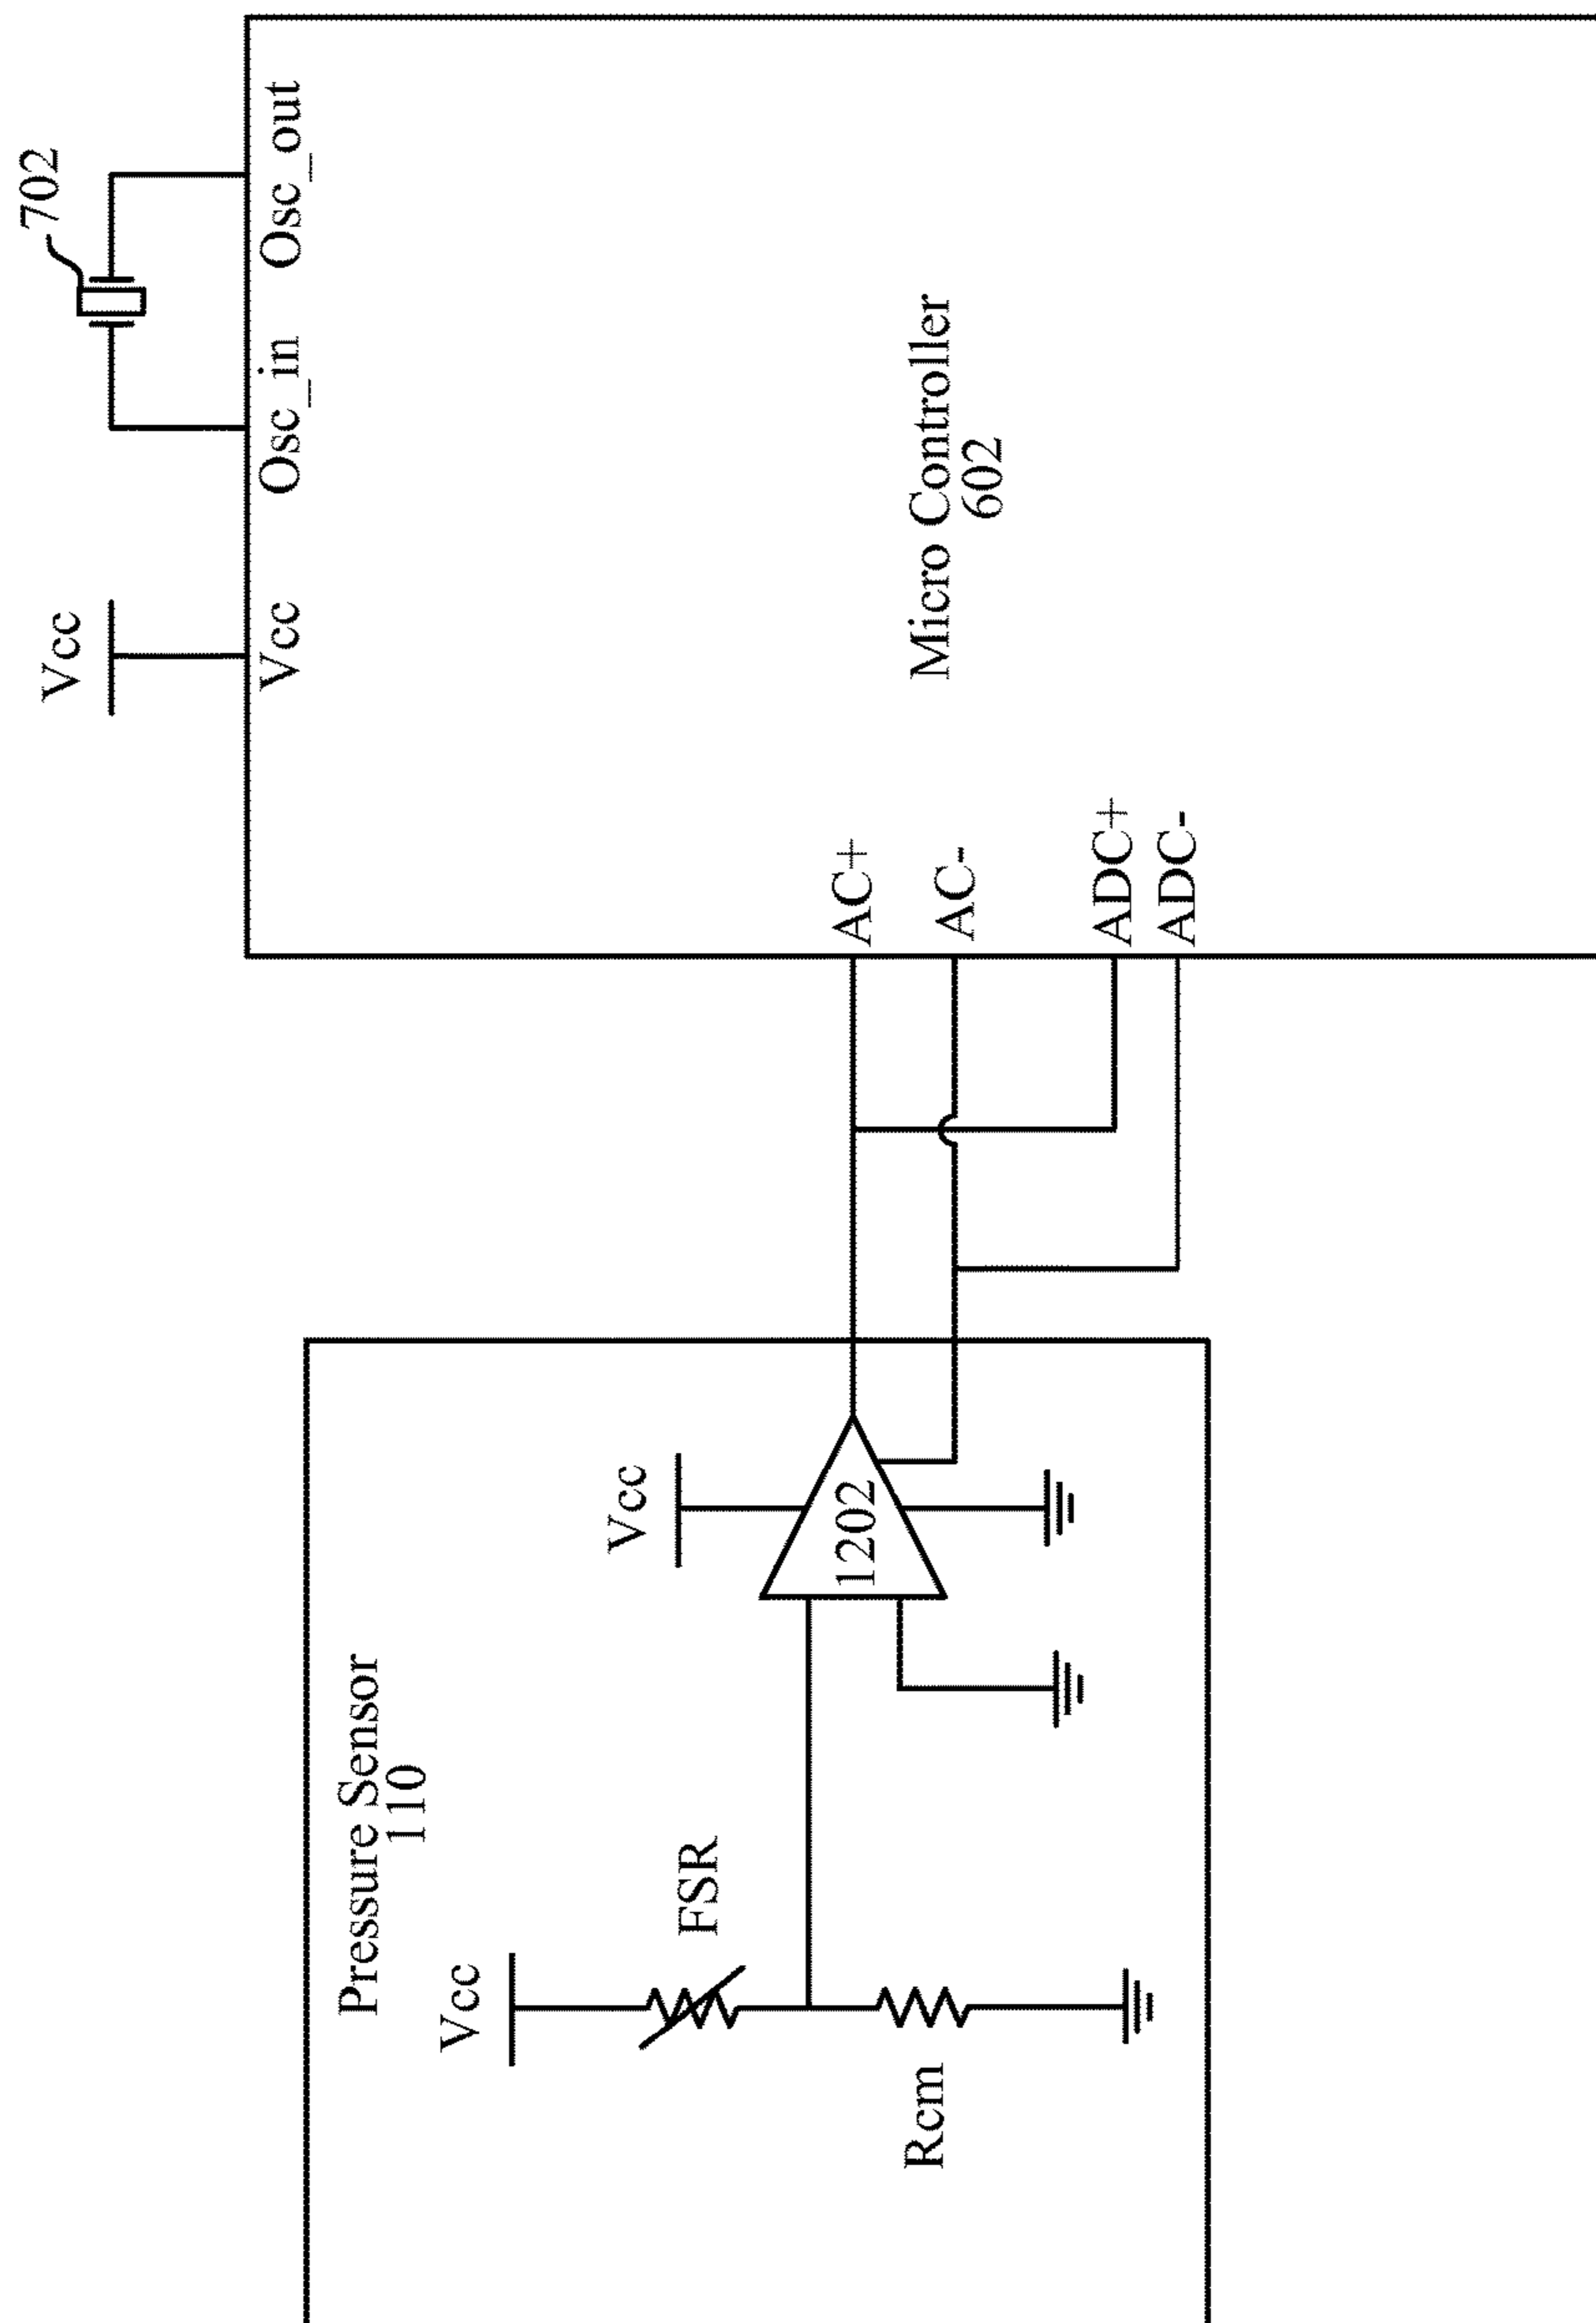 Pressure Sensor
110
Vcc
FSR
Rcm
Vcc
1202
Vcc
Vcc
Osc_in
Osc_out
702
AC+
AC-
ADC+
ADC-
Micro Controller
602